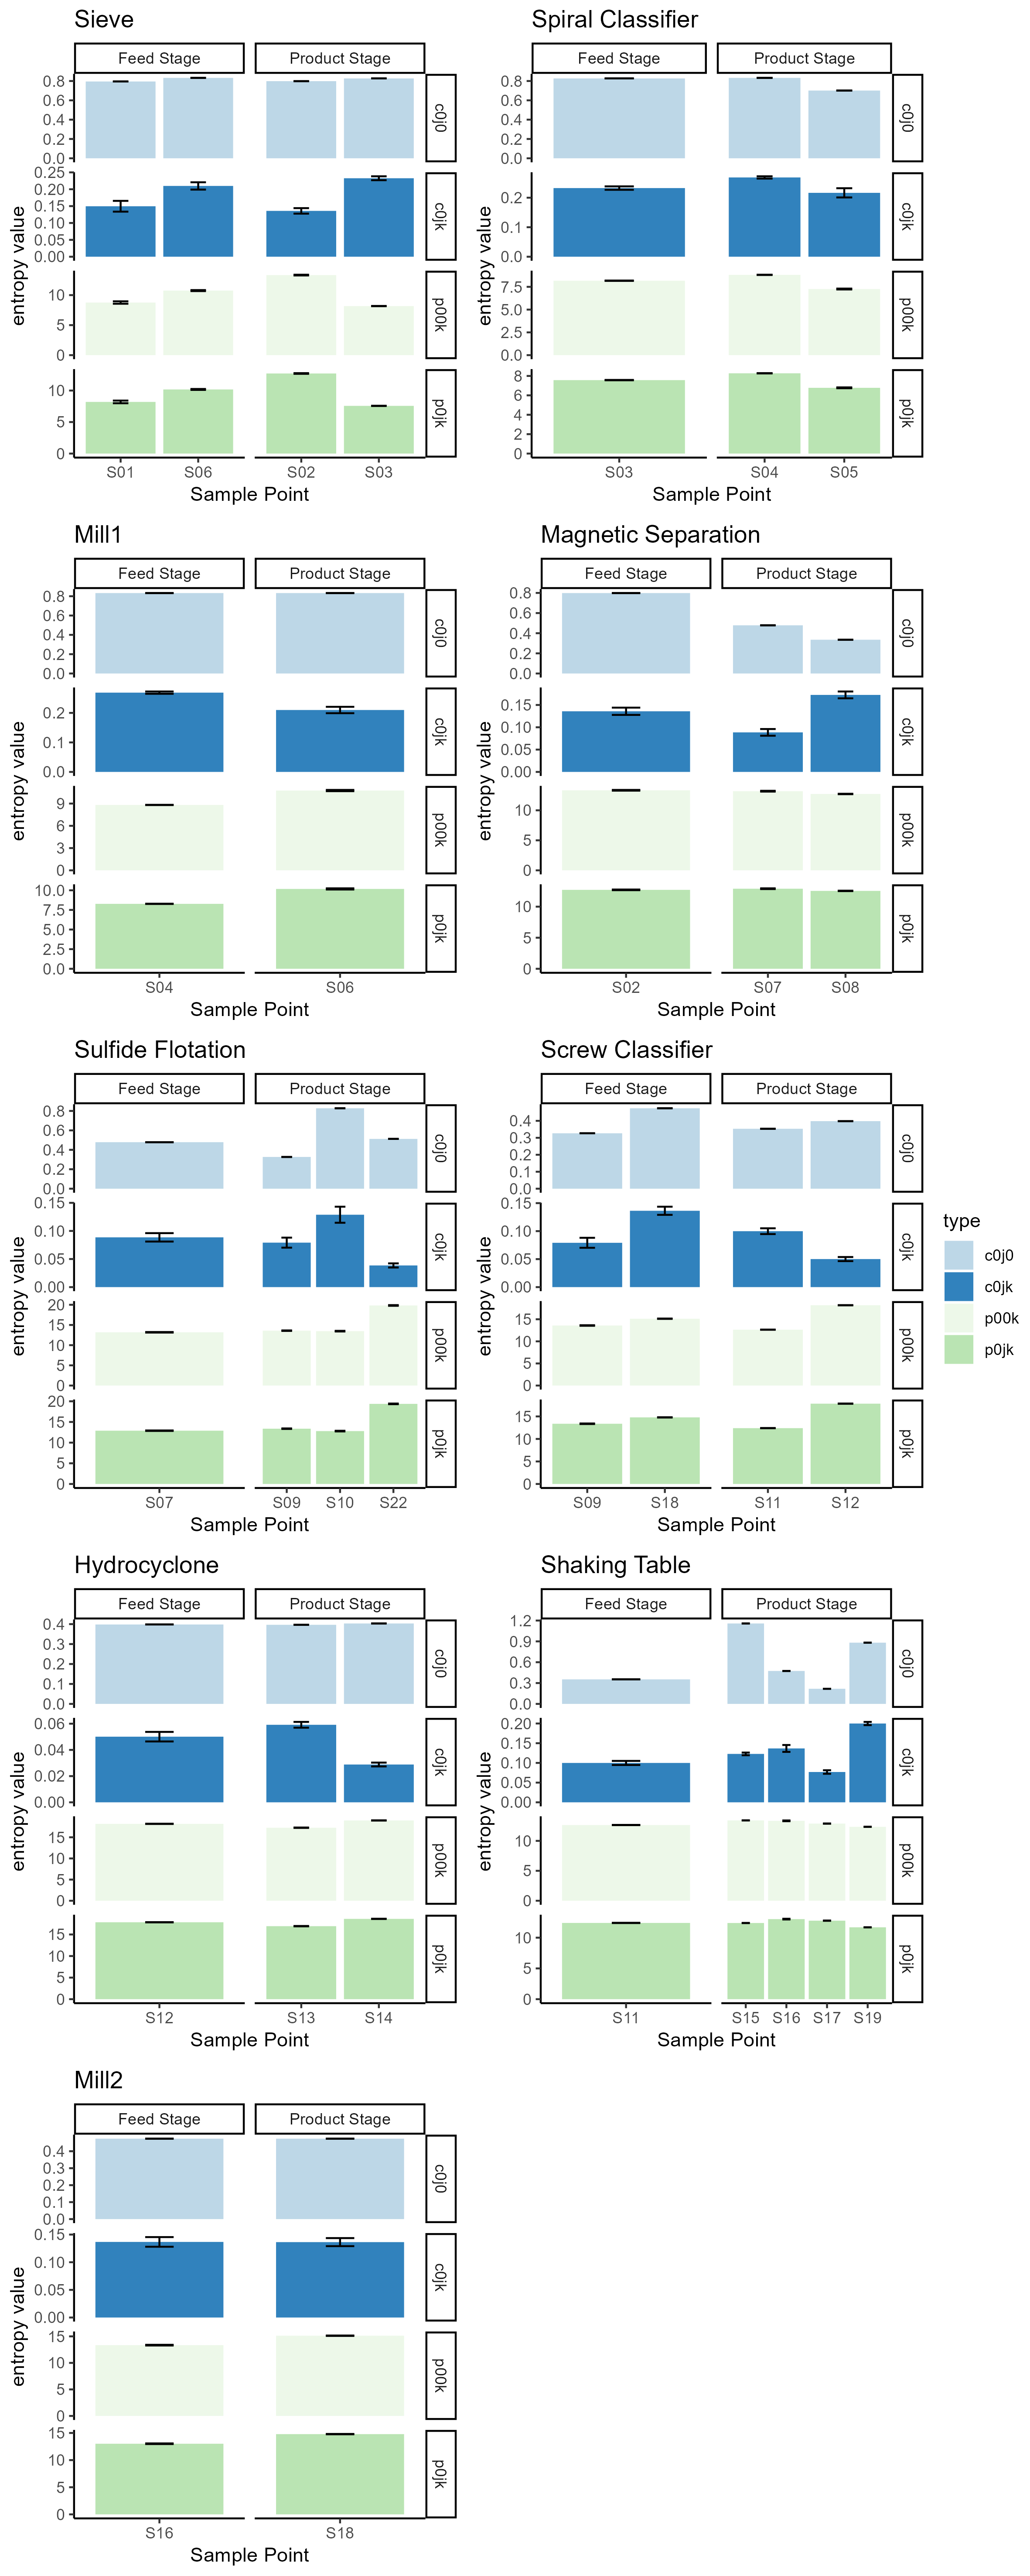 Sieve
Feed Stage Product Stage
0.8
0.6
0.4
0.2
0.0
c0j0
0.25
0.20
0.15
0.10
0.05
0.00
c0jk
10
5
0
p00k
10
5
0
p0jk
S01 S06 S02 S03
Sample Point
entropy value
Spiral Classifier
Feed Stage Product Stage
0.8
0.6
0.4
0.2
0.0
c0j0
0.2
0.1
0.0
c0jk
7.5
5.0
2.5
0.0
p00k
8
6
4
2
0
p0jk
S03 S04 S05
Sample Point
entropy value
Mill1
Feed Stage Product Stage
0.8
0.6
0.4
0.2
0.0
c0j0
0.2
0.1
0.0
c0jk
9
6
3
0
p00k
10.0
7.5
5.0
2.5
0.0
p0jk
S04 S06
Sample Point
entropy value
Magnetic Separation
Feed Stage Product Stage
0.8
0.6
0.4
0.2
0.0
c0j0
0.15
0.10
0.05
0.00
c0jk
10
5
0
p00k
10
5
0
p0jk
S02 S07 S08
Sample Point
entropy value
Sulfide Flotation
Feed Stage Product Stage
0.8
0.6
0.4
0.2
0.0
c0j0
0.15
0.10
0.05
0.00
c0jk
20
15
10
5
0
p00k
20
15
10
5
0
p0jk
S07 S09 S10 S22
Sample Point
entropy value
Screw Classifier
Feed Stage Product Stage
0.4
0.3
0.2
0.1
0.0
c0j0
0.15
0.10
0.05
0.00
c0jk
15
10
5
0
p00k
15
10
5
0
p0jk
S09 S18 S11 S12
Sample Point
entropy value
type
c0j0
c0jk
p00k
p0jk
Hydrocyclone
Feed Stage Product Stage
0.4
0.3
0.2
0.1
0.0
c0j0
0.06
0.04
0.02
0.00
c0jk
15
10
5
0
p00k
15
10
5
0
p0jk
S12 S13 S14
Sample Point
entropy value
Shaking Table
Feed Stage Product Stage
1.2
0.9
0.6
0.3
0.0
c0j0
0.20
0.15
0.10
0.05
0.00
c0jk
10
5
0
p00k
10
5
0
p0jk
S11 S15 S16 S17 S19
Sample Point
entropy value
Mill2
Feed Stage Product Stage
0.4
0.3
0.2
0.1
0.0
c0j0
0.15
0.10
0.05
0.00
c0jk
15
10
5
0
p00k
15
10
5
0
p0jk
S16 S18
Sample Point
entropy value